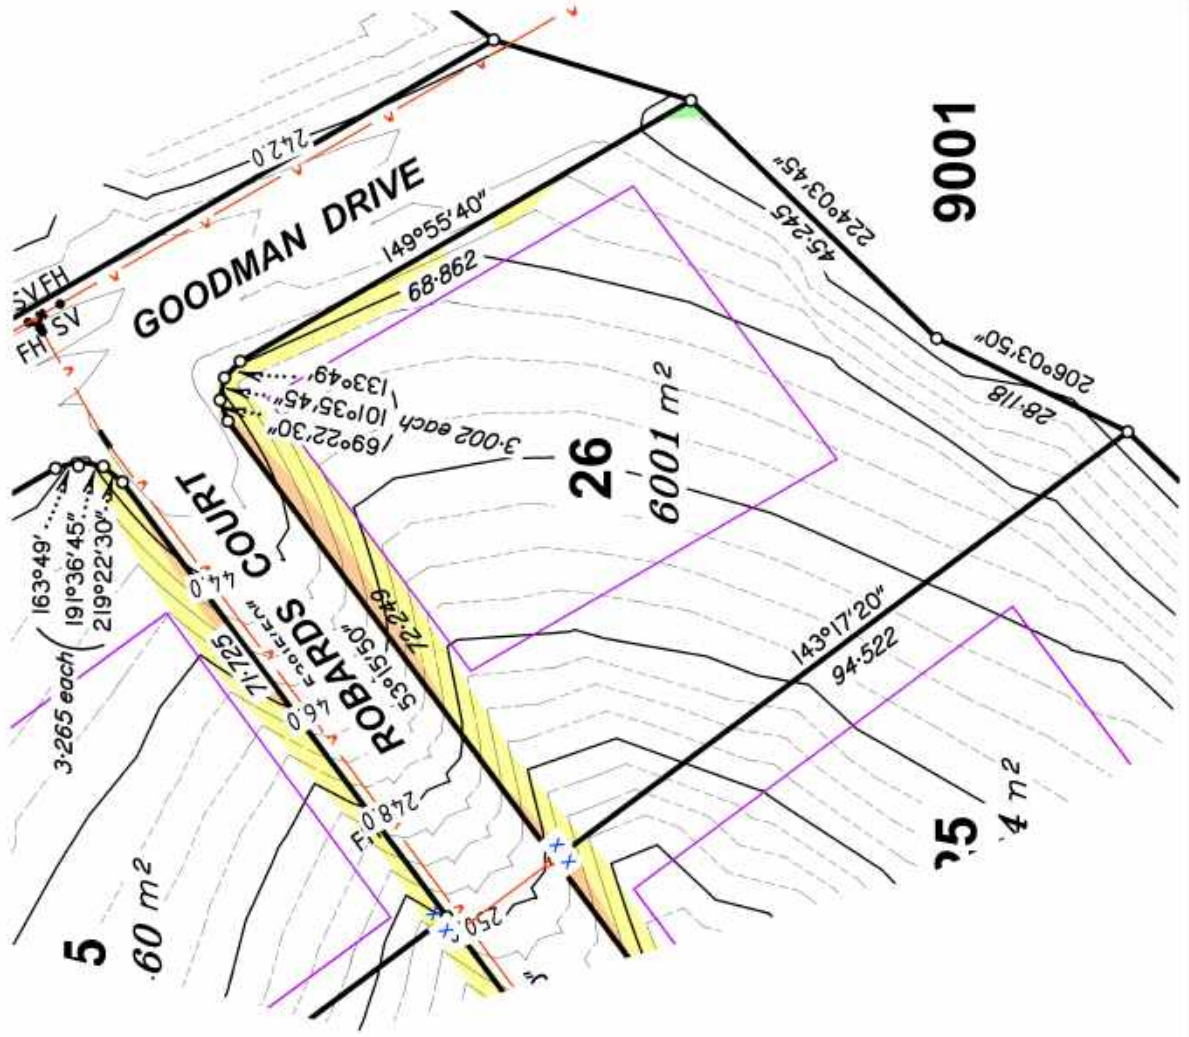 242.0
SV FH
SV
FH
GOODMAN DRIVE
149°55'40"
68·862
224°03'45"
45·245
9001
206°03'50"
28·118
133°49'
101°35'45"
169°22'30"
3·002 each
26
6001 m²
ROBARDS COURT
163°49'
191°36'45"
219°22'30"
3·265 each
44.0
71·725
46.0
53°15'50"
72·249
248.0
250.
143°17'20"
94·522
5
.60 m²